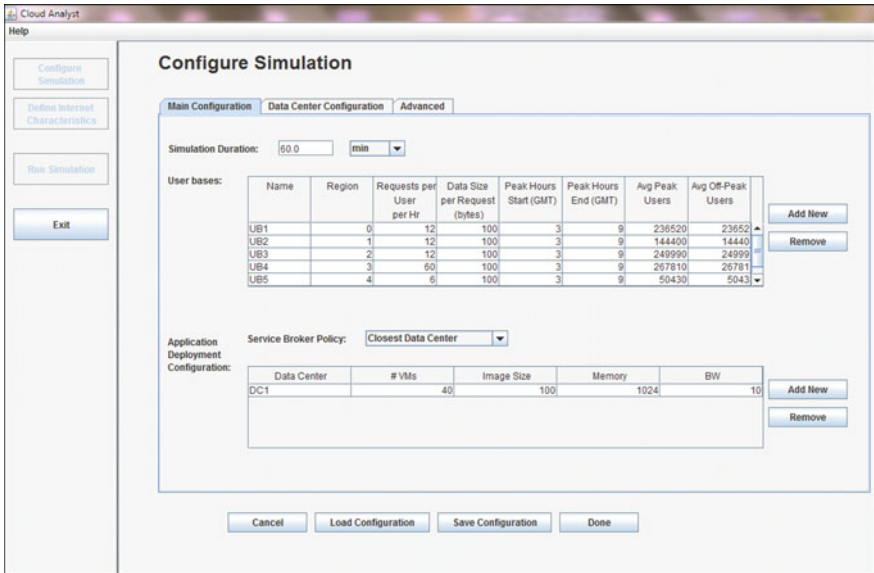 Cloud Analyst
Help
Configure Simulation
Define Internet Characteristics
Run Simulation
Exit
Configure Simulation
Main Configuration Data Center Configuration Advanced
Simulation Duration: 60.0 min
User bases:
Name Region Requests per User per Hr Data Size per Request (bytes) Peak Hours Start (GMT) Peak Hours End (GMT) Avg Peak Users Avg Off-Peak Users
UB1 0 12 100 3 9 236520 23652
UB2 1 12 100 3 9 144400 14440
UB3 2 12 100 3 9 249990 24999
UB4 3 60 100 3 9 267810 26781
UB5 4 6 100 3 9 50430 5043
Add New
Remove
Application Deployment Configuration:
Service Broker Policy: Closest Data Center
Data Center # VMs Image Size Memory BW
DC1 40 100 1024 10
Add New
Remove
Cancel Load Configuration Save Configuration Done